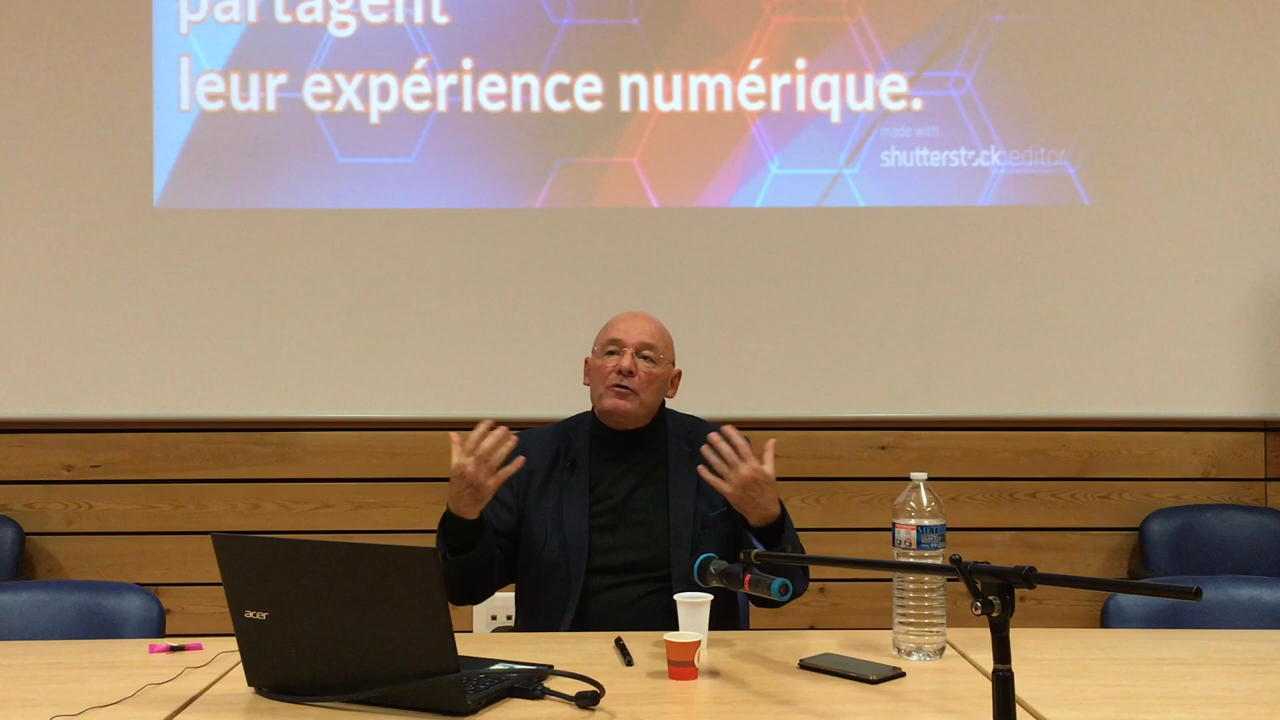 partagent
leur expérience numérique.
made with
shutterstock editor
acer